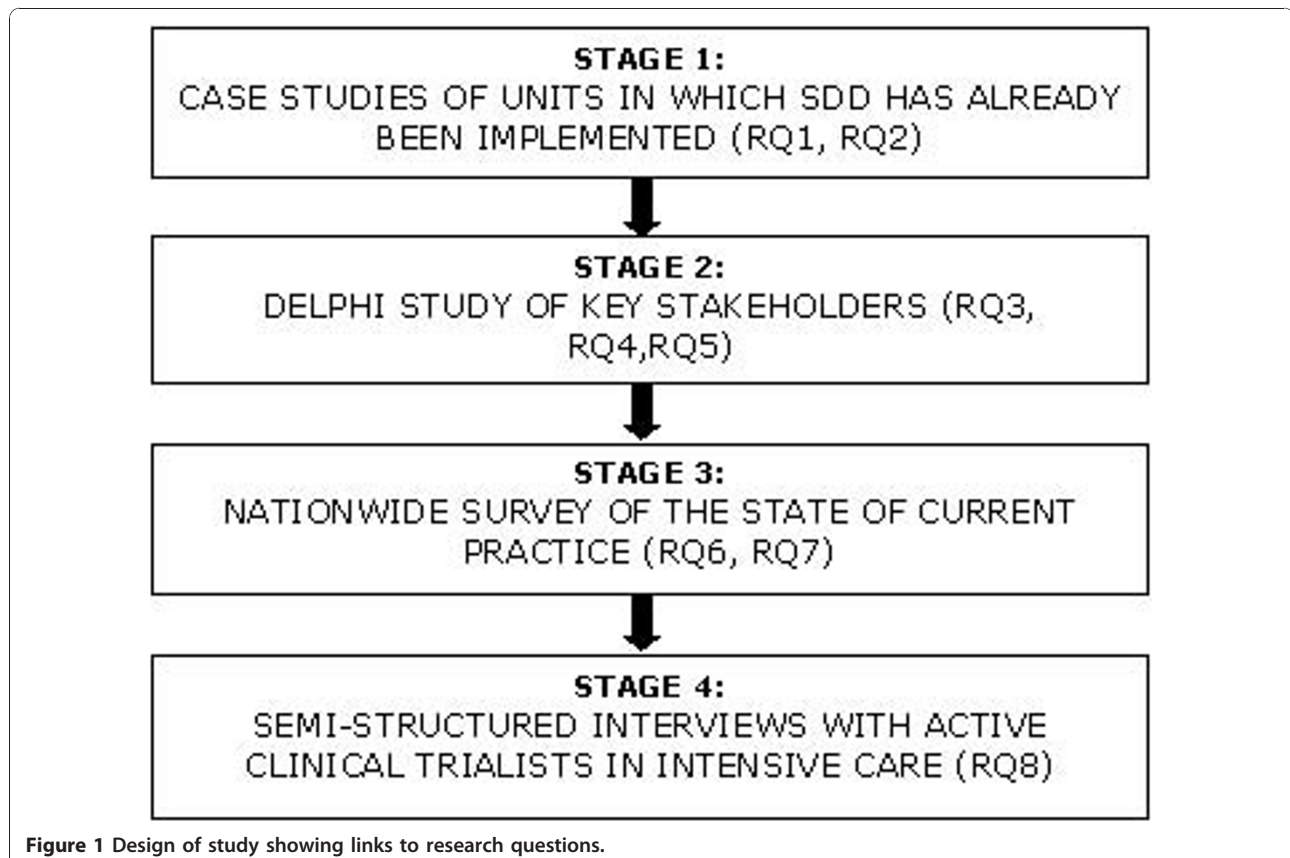 STAGE 1:
CASE STUDIES OF UNITS IN WHICH SDD HAS ALREADY
BEEN IMPLEMENTED (RQ1, RQ2)
STAGE 2:
DELPHI STUDY OF KEY STAKEHOLDERS (RQ3,
RQ4,RQ5)
STAGE 3:
NATIONWIDE SURVEY OF THE STATE OF CURRENT
PRACTICE (RQ6, RQ7)
STAGE 4:
SEMI-STRUCTURED INTERVIEWS WITH ACTIVE
CLINICAL TRIALISTS IN INTENSIVE CARE (RQ8)
Figure 1 Design of study showing links to research questions.